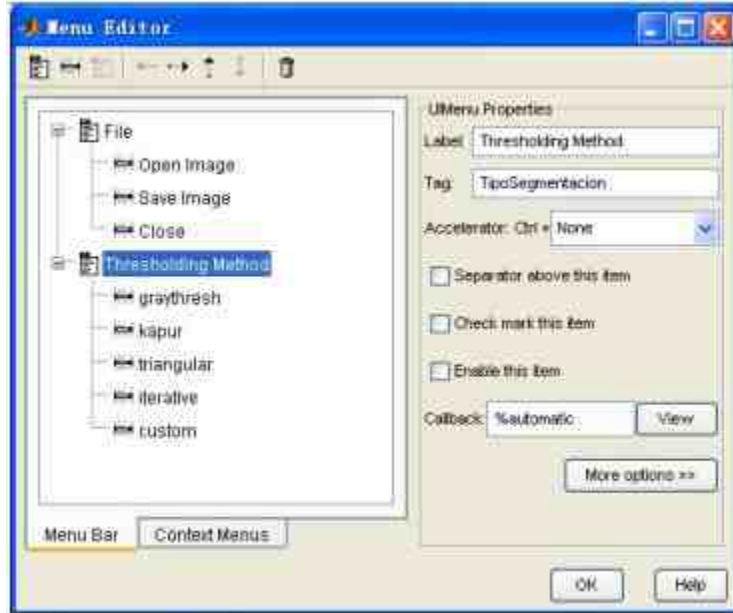 Menu Editor
File
Open Image
Save Image
Close
Thresholding Method
graythresh
kapur
triangular
iterative
custom
Menu Bar
Context Menus
UIMenu Properties
Label: Thresholding Method
Tag: TipoSegmentacion
Accelerator: Ctrl + None
Separator above this item
Check mark this item
Enable this item
Callback: %automatic View
More options >>
OK Help